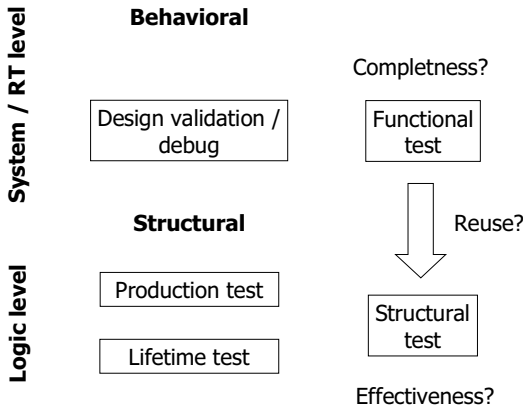 System / RT level
Behavioral
Completness?
Design validation /
debug
Functional
test
Structural
Reuse?
Logic level
Production test
Structural
test
Lifetime test
Effectiveness?